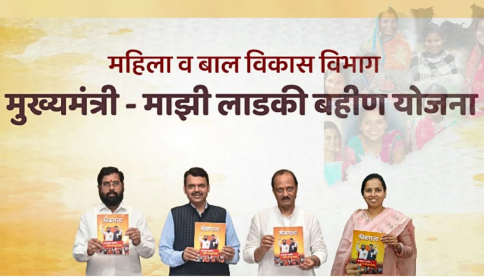 महिला व बाल विकास विभाग
मुख्यमंत्री - माझी लाडकी बहीण योजना